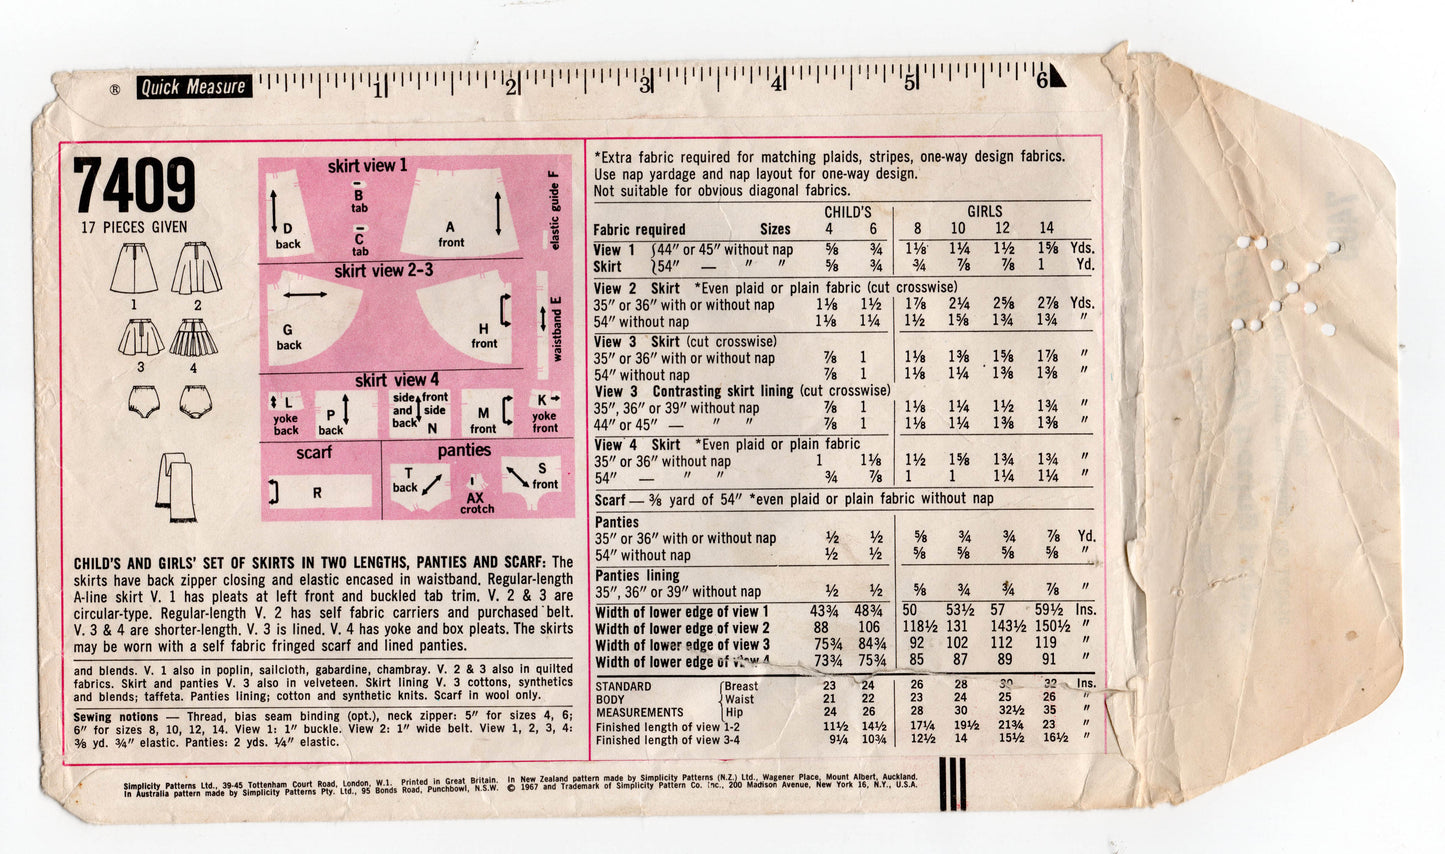 ® Quick Measure 1 2 3 4 5 6
7409
17 PIECES GIVEN
1 2
3 4
skirt view 1
D
back
B
tab
C
tab
A
front
elastic guide F
skirt view 2-3
G
back
H
front
waistband E
skirt view 4
L
yoke
back
P
back
side front
and side
back N
M
front
K
yoke
front
scarf
R
panties
T
back
AX
crotch
S
front
CHILD'S AND GIRLS' SET OF SKIRTS IN TWO LENGTHS, PANTIES AND SCARF: The
skirts have back zipper closing and elastic encased in waistband. Regular-length
A-line skirt V. 1 has pleats at left front and buckled tab trim. V. 2 & 3 are
circular-type. Regular-length V. 2 has self fabric carriers and purchased belt.
V. 3 & 4 are shorter-length. V. 3 is lined. V. 4 has yoke and box pleats. The skirts
may be worn with a self fabric fringed scarf and lined panties.
and blends. V. 1 also in poplin, sailcloth, gabardine, chambray. V. 2 & 3 also in quilted
fabrics. Skirt and panties V. 3 also in velveteen. Skirt lining V. 3 cottons, synthetics
and blends; taffeta. Panties lining; cotton and synthetic knits. Scarf in wool only.
Sewing notions — Thread, bias seam binding (opt.), neck zipper: 5" for sizes 4, 6;
6" for sizes 8, 10, 12, 14. View 1: 1" buckle. View 2: 1" wide belt. View 1, 2, 3, 4:
⅜ yd. ¾" elastic. Panties: 2 yds. ¼" elastic.
*Extra fabric required for matching plaids, stripes, one-way design fabrics.
Use nap yardage and nap layout for one-way design.
Not suitable for obvious diagonal fabrics.
CHILD'S GIRLS
Fabric required Sizes 4 6 8 10 12 14
View 1 44" or 45" without nap ⅝ ¾ 1⅛ 1¼ 1½ 1⅝ Yds.
Skirt 54" — " " ⅝ ¾ ¾ ⅞ ⅞ 1 Yd.
View 2 Skirt *Even plaid or plain fabric (cut crosswise)
35" or 36" with or without nap 1⅛ 1½ 1⅞ 2¼ 2⅝ 2⅞ Yds.
54" without nap 1⅛ 1¼ 1½ 1⅝ 1¾ 1¾ "
View 3 Skirt (cut crosswise)
35" or 36" with or without nap ⅞ 1 1⅛ 1⅜ 1⅝ 1⅞ "
54" without nap ⅞ 1 1⅛ 1¼ 1⅜ 1⅜ "
View 3 Contrasting skirt lining (cut crosswise)
35", 36" or 39" without nap ⅞ 1 1⅛ 1¼ 1½ 1¾ "
44" or 45" — " " ⅞ 1 1⅛ 1¼ 1⅜ 1⅜ "
View 4 Skirt *Even plaid or plain fabric
35" or 36" without nap 1 1⅛ 1½ 1⅝ 1¾ 1¾ "
54" — " " ¾ ⅞ 1 1 1¼ 1¼ "
Scarf — ⅜ yard of 54" *even plaid or plain fabric without nap
Panties
35" or 36" with or without nap ½ ½ ⅝ ¾ ¾ ⅞ Yd.
54" without nap ½ ½ ⅝ ⅝ ⅝ ⅝ "
Panties lining
35", 36" or 39" without nap ½ ½ ⅝ ¾ ¾ ⅞ "
Width of lower edge of view 1 43¾ 48¾ 50 53½ 57 59½ Ins.
Width of lower edge of view 2 88 106 118½ 131 143½ 150½ "
Width of lower edge of view 3 75¾ 84¾ 92 102 112 119 "
Width of lower edge of view 4 73¾ 75¾ 85 87 89 91 "
STANDARD Breast 23 24 26 28 30 32 Ins.
BODY Waist 21 22 23 24 25 26 "
MEASUREMENTS Hip 24 26 28 30 32½ 35 "
Finished length of view 1-2 11½ 14½ 17¼ 19½ 21¾ 23 "
Finished length of view 3-4 9¼ 10¾ 12½ 14 15½ 16½ "
Simplicity Patterns Ltd., 39-45 Tottenham Court Road, London, W.1. Printed in Great Britain. In New Zealand pattern made by Simplicity Patterns (N.Z.) Ltd., Wagener Place, Mount Albert, Auckland.
In Australia pattern made by Simplicity Patterns Pty. Ltd., 95 Bonds Road, Punchbowl, N.S.W. © 1967 and Trademark of Simplicity Pattern Co. Inc., 200 Madison Avenue, New York 16, N.Y., U.S.A.